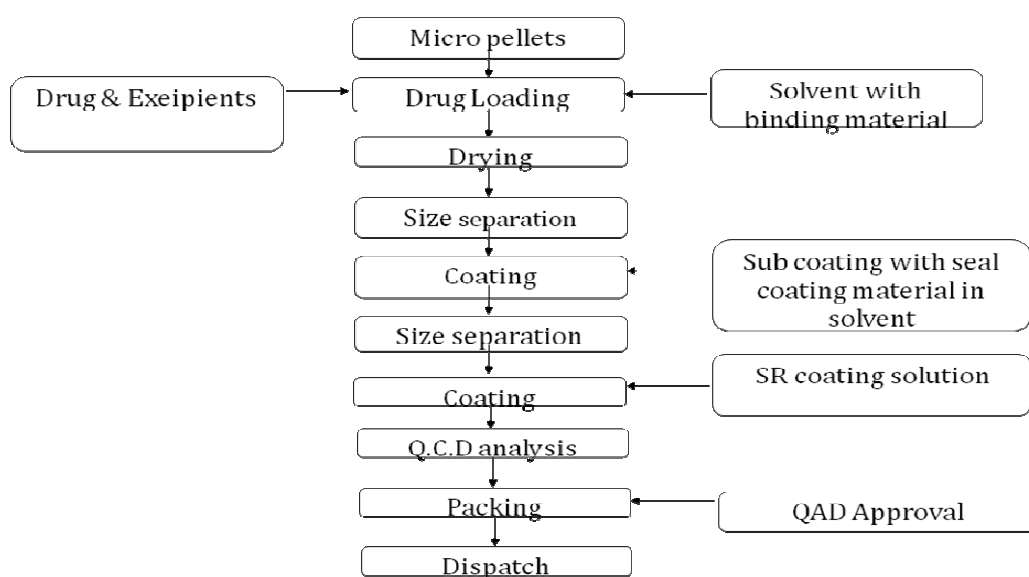 Micro pellets
Drug & Exeipients
Drug Loading
Solvent with
binding material
Drying
Size separation
Coating
Sub coating with seal
coating material in
solvent
Size separation
Coating
SR coating solution
Q.C.D analysis
Packing
QAD Approval
Dispatch